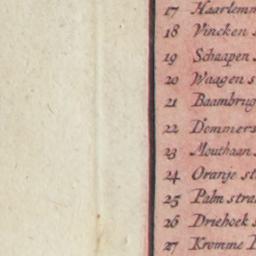 17 Haarlemm
18 Vincken s
19 Schaapen s
20 Waagen s
21 Baambrug
22 Dommers
23 Mouthaan
24 Oranje st
25 Palm stra
26 Driehoek s
27 Kromme P